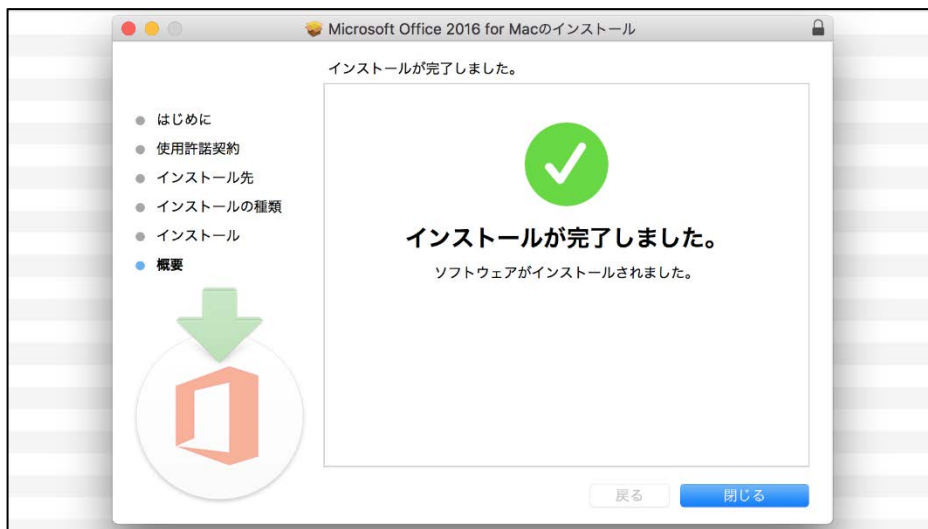 Microsoft Office 2016 for Macのインストール
インストールが完了しました。
はじめに
使用許諾契約
インストール先
インストールの種類
インストール
概要
インストールが完了しました。
ソフトウェアがインストールされました。
戻る
閉じる